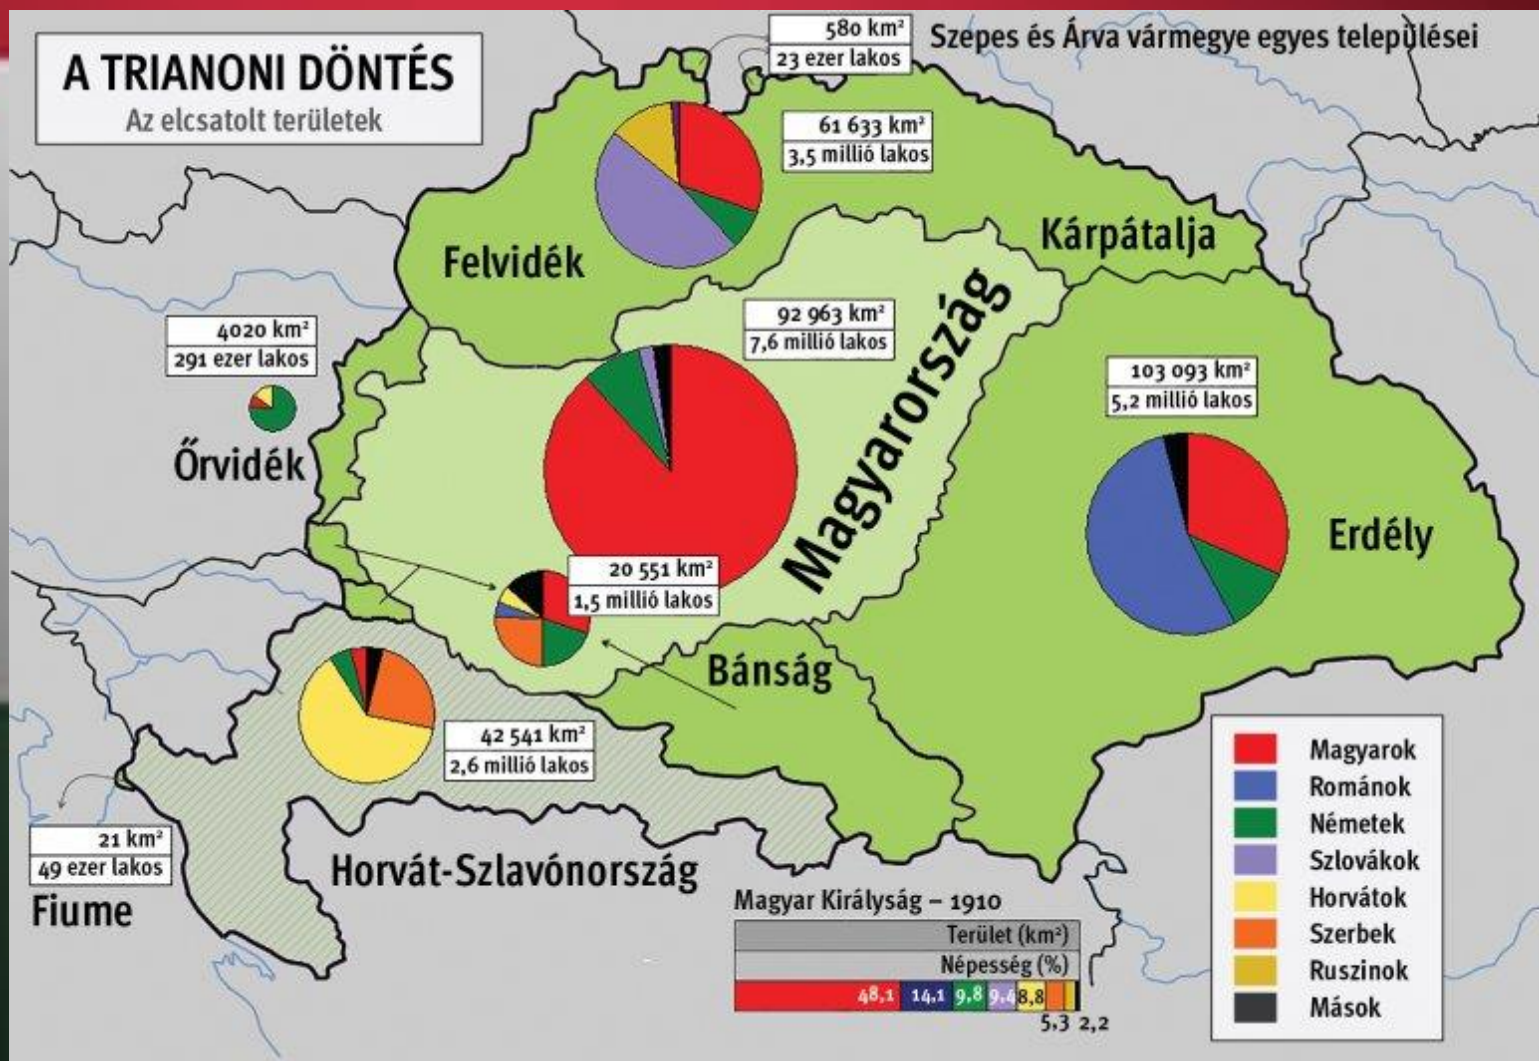 A TRIANONI DÖNTÉS
Az elcsatolt területek
580 km²
23 ezer lakos
Szepes és Árva vármegye egyes települései
61 633 km²
3,5 millió lakos
Kárpátalja
Felvidék
Magyarország
92 963 km²
7,6 millió lakos
4020 km²
291 ezer lakos
Őrvidék
103 093 km²
5,2 millió lakos
Erdély
20 551 km²
1,5 millió lakos
Bánság
42 541 km²
2,6 millió lakos
21 km²
49 ezer lakos
Fiume
Horvát-Szlavónország
Magyar Királyság – 1910
Terület (km²)
Népesség (%)
48,1 14,1 9,8 9,4 8,8
5,3 2,2
Magyarok
Románok
Németek
Szlovákok
Horvátok
Szerbek
Ruszinok
Mások